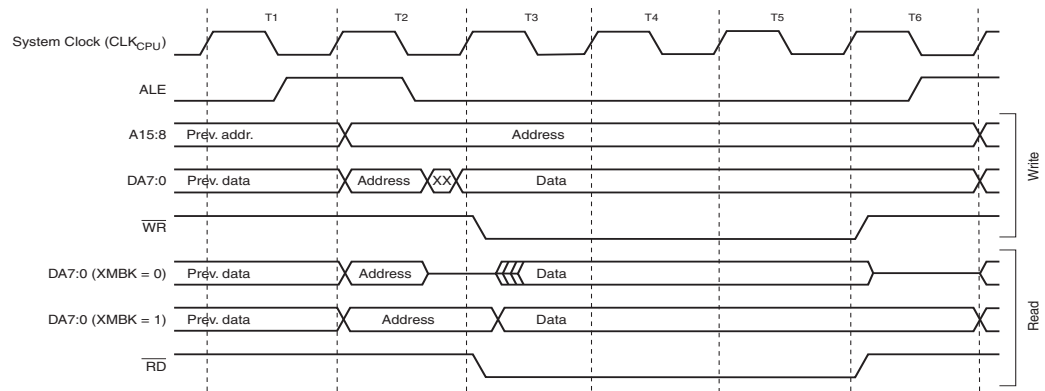 T1 T2 T3 T4 T5 T6
System Clock (CLKCPU)
ALE
A15:8 Prev. addr. Address
DA7:0 Prev. data Address XX Data
WR
Write
DA7:0 (XMBK = 0) Prev. data Address Data
DA7:0 (XMBK = 1) Prev. data Address Data
RD
Read